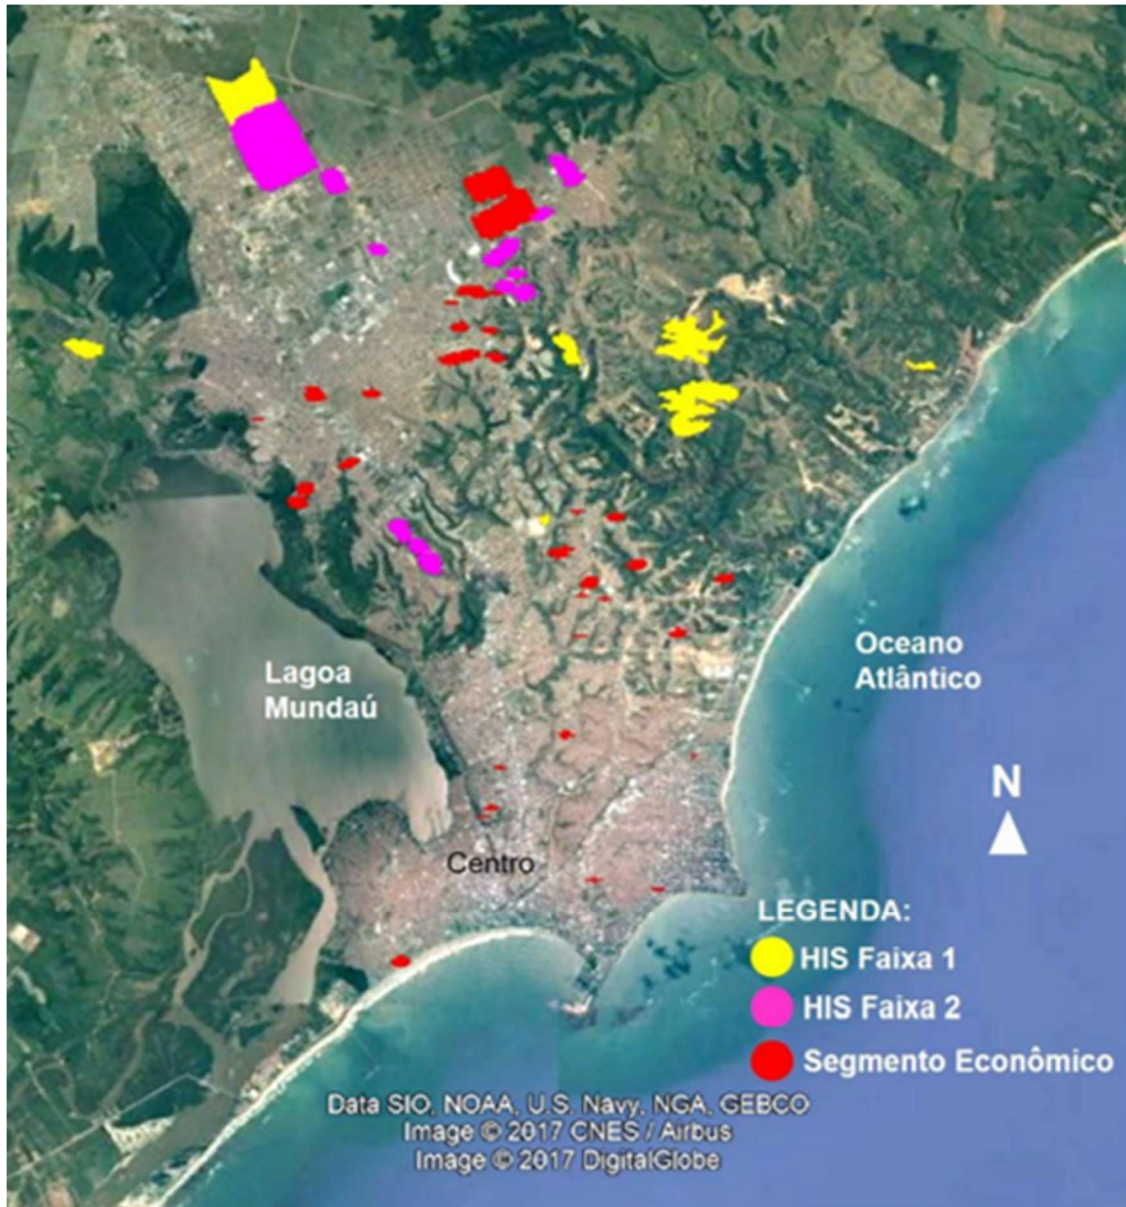 Lagoa
Mundaú
Oceano
Atlântico
N
Centro
LEGENDA:
HIS Faixa 1
HIS Faixa 2
Segmento Econômico
Data SIO, NOAA, U.S. Navy, NGA, GEBCO
Image © 2017 CNES / Airbus
Image © 2017 DigitalGlobe